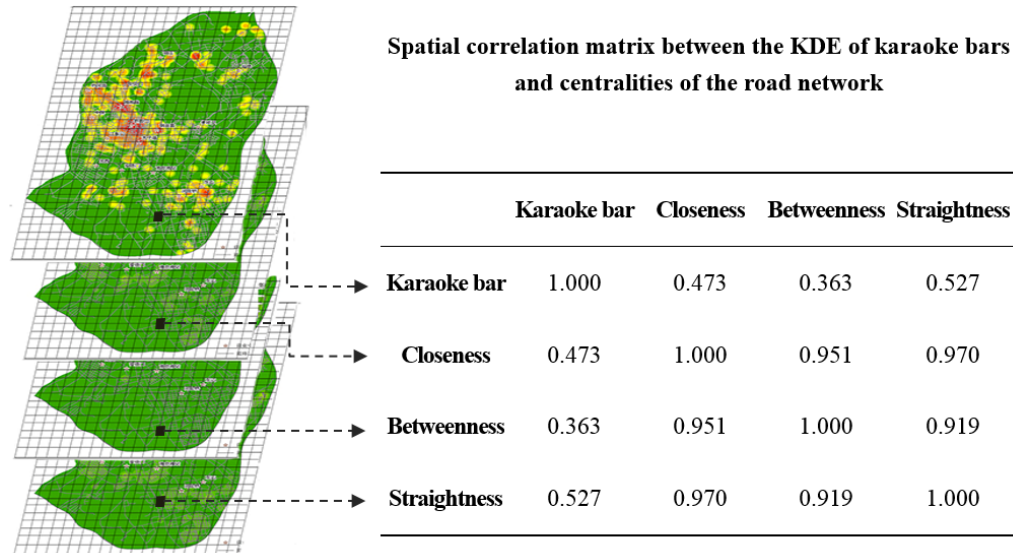 Spatial correlation matrix between the KDE of karaoke bars
and centralities of the road network
Karaoke bar Closeness Betweenness Straightness
Karaoke bar 1.000 0.473 0.363 0.527
Closeness 0.473 1.000 0.951 0.970
Betweenness 0.363 0.951 1.000 0.919
Straightness 0.527 0.970 0.919 1.000